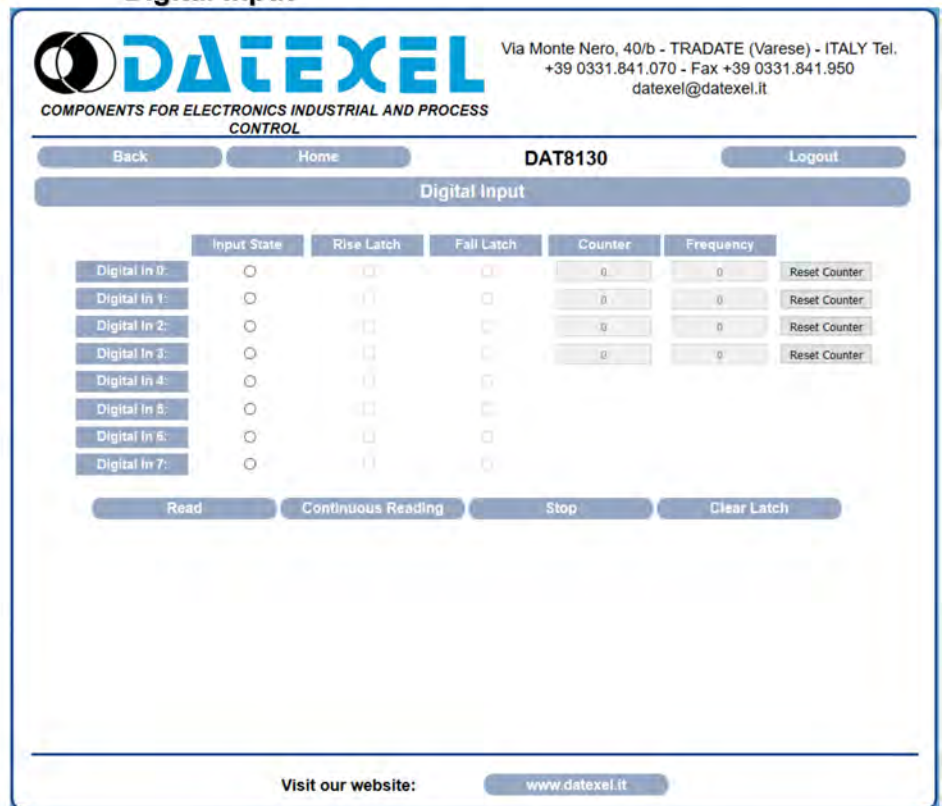 Digital Input
DATEXEL
COMPONENTS FOR ELECTRONICS INDUSTRIAL AND PROCESS
CONTROL
Via Monte Nero, 40/b - TRADATE (Varese) - ITALY Tel.
+39 0331.841.070 - Fax +39 0331.841.950
datexel@datexel.it
Back Home DAT8130 Logout
Digital Input
Input State Rise Latch Fall Latch Counter Frequency
Digital In 0: 0 0 Reset Counter
Digital In 1: 0 0 Reset Counter
Digital In 2: 0 0 Reset Counter
Digital In 3: 0 0 Reset Counter
Digital In 4:
Digital In 5:
Digital In 6:
Digital In 7:
Read Continuous Reading Stop Clear Latch
Visit our website: www.datexel.it